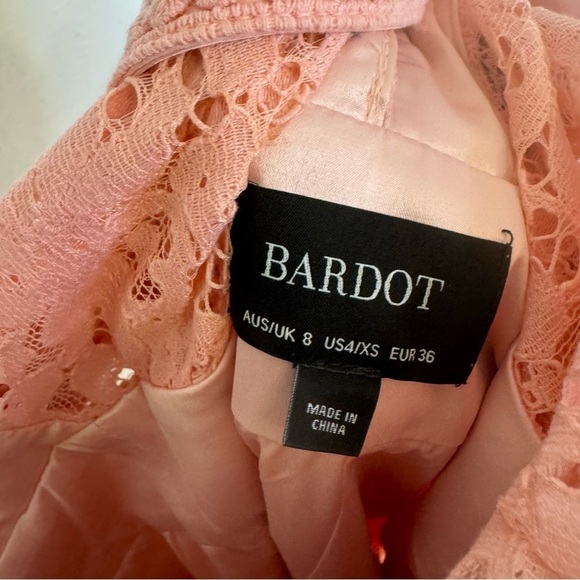 BARDOT
AUS/UK 8 US4/XS EUR 36
MADE IN
CHINA